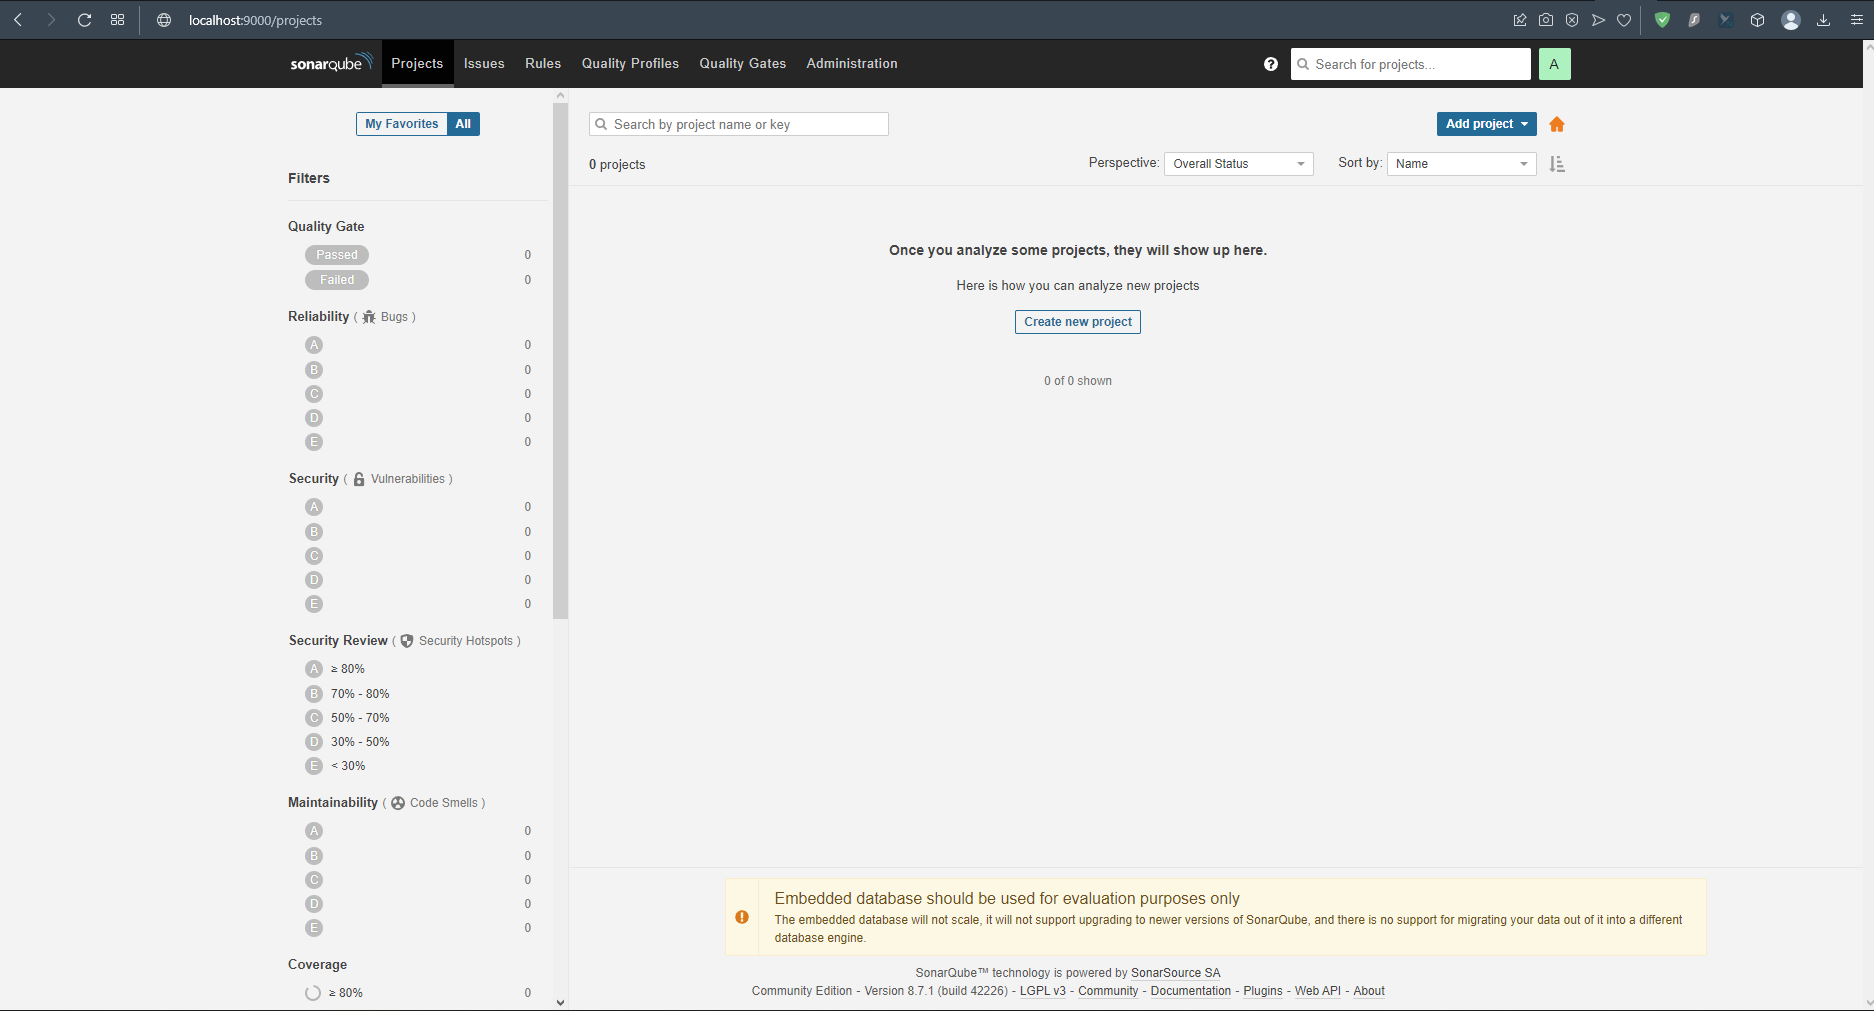 localhost:9000/projects
sonarqube Projects Issues Rules Quality Profiles Quality Gates Administration ? Search for projects... A
My Favorites All
Search by project name or key
Add project
0 projects
Perspective: Overall Status
Sort by: Name
Filters
Quality Gate
Passed 0
Failed 0
Reliability ( Bugs )
A 0
B 0
C 0
D 0
E 0
Security ( Vulnerabilities )
A 0
B 0
C 0
D 0
E 0
Security Review ( Security Hotspots )
A ≥ 80%
B 70% - 80%
C 50% - 70%
D 30% - 50%
E < 30%
Maintainability ( Code Smells )
A 0
B 0
C 0
D 0
E 0
Coverage
≥ 80% 0
Once you analyze some projects, they will show up here.
Here is how you can analyze new projects
Create new project
0 of 0 shown
Embedded database should be used for evaluation purposes only
The embedded database will not scale, it will not support upgrading to newer versions of SonarQube, and there is no support for migrating your data out of it into a different
database engine.
SonarQube™ technology is powered by SonarSource SA
Community Edition - Version 8.7.1 (build 42226) - LGPL v3 - Community - Documentation - Plugins - Web API - About